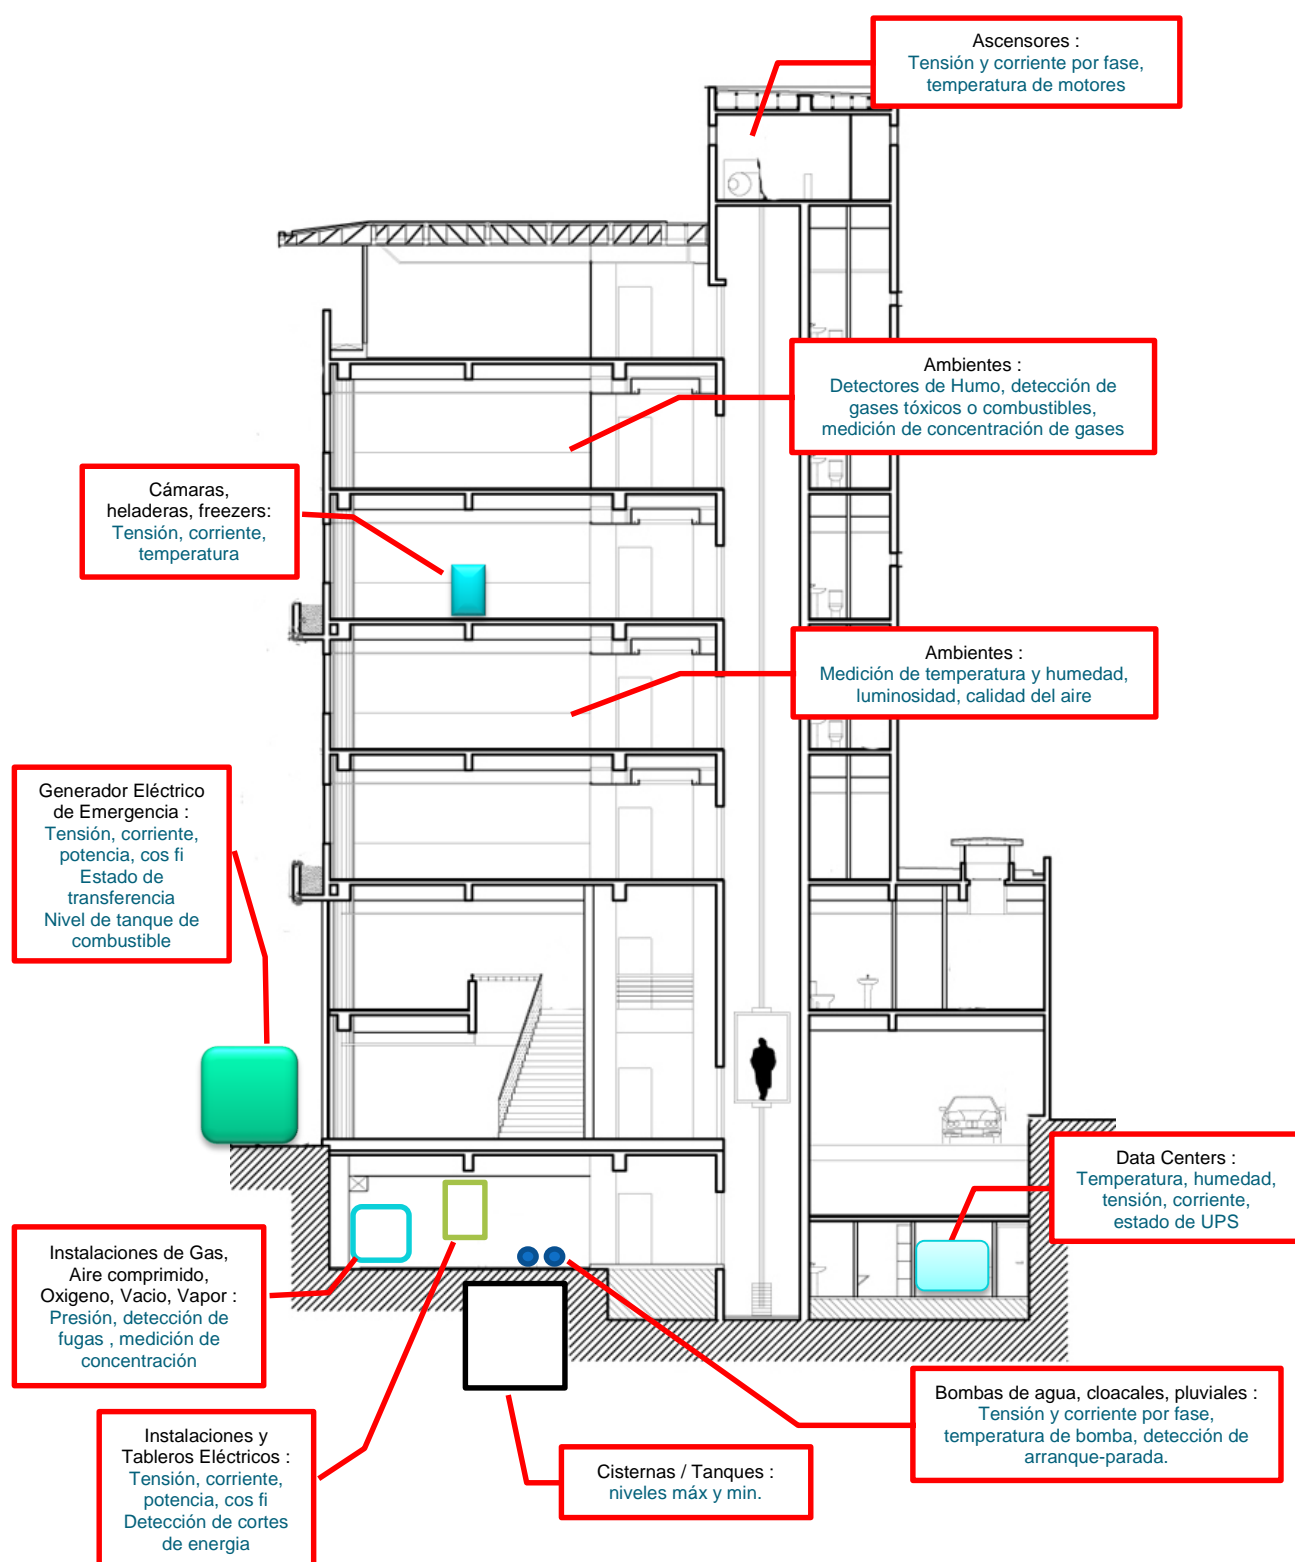 Ascensores :
Tensión y corriente por fase,
temperatura de motores
Ambientes :
Detectores de Humo, detección de
gases tóxicos o combustibles,
medición de concentración de gases
Cámaras,
heladeras, freezers:
Tensión, corriente,
temperatura
Ambientes :
Medición de temperatura y humedad,
luminosidad, calidad del aire
Generador Eléctrico
de Emergencia :
Tensión, corriente,
potencia, cos fi
Estado de
transferencia
Nivel de tanque de
combustible
Data Centers :
Temperatura, humedad,
tensión, corriente,
estado de UPS
Instalaciones de Gas,
Aire comprimido,
Oxigeno, Vacio, Vapor :
Presión, detección de
fugas , medición de
concentración
Bombas de agua, cloacales, pluviales :
Tensión y corriente por fase,
temperatura de bomba, detección de
arranque-parada.
Instalaciones y
Tableros Eléctricos :
Tensión, corriente,
potencia, cos fi
Detección de cortes
de energia
Cisternas / Tanques :
niveles máx y min.